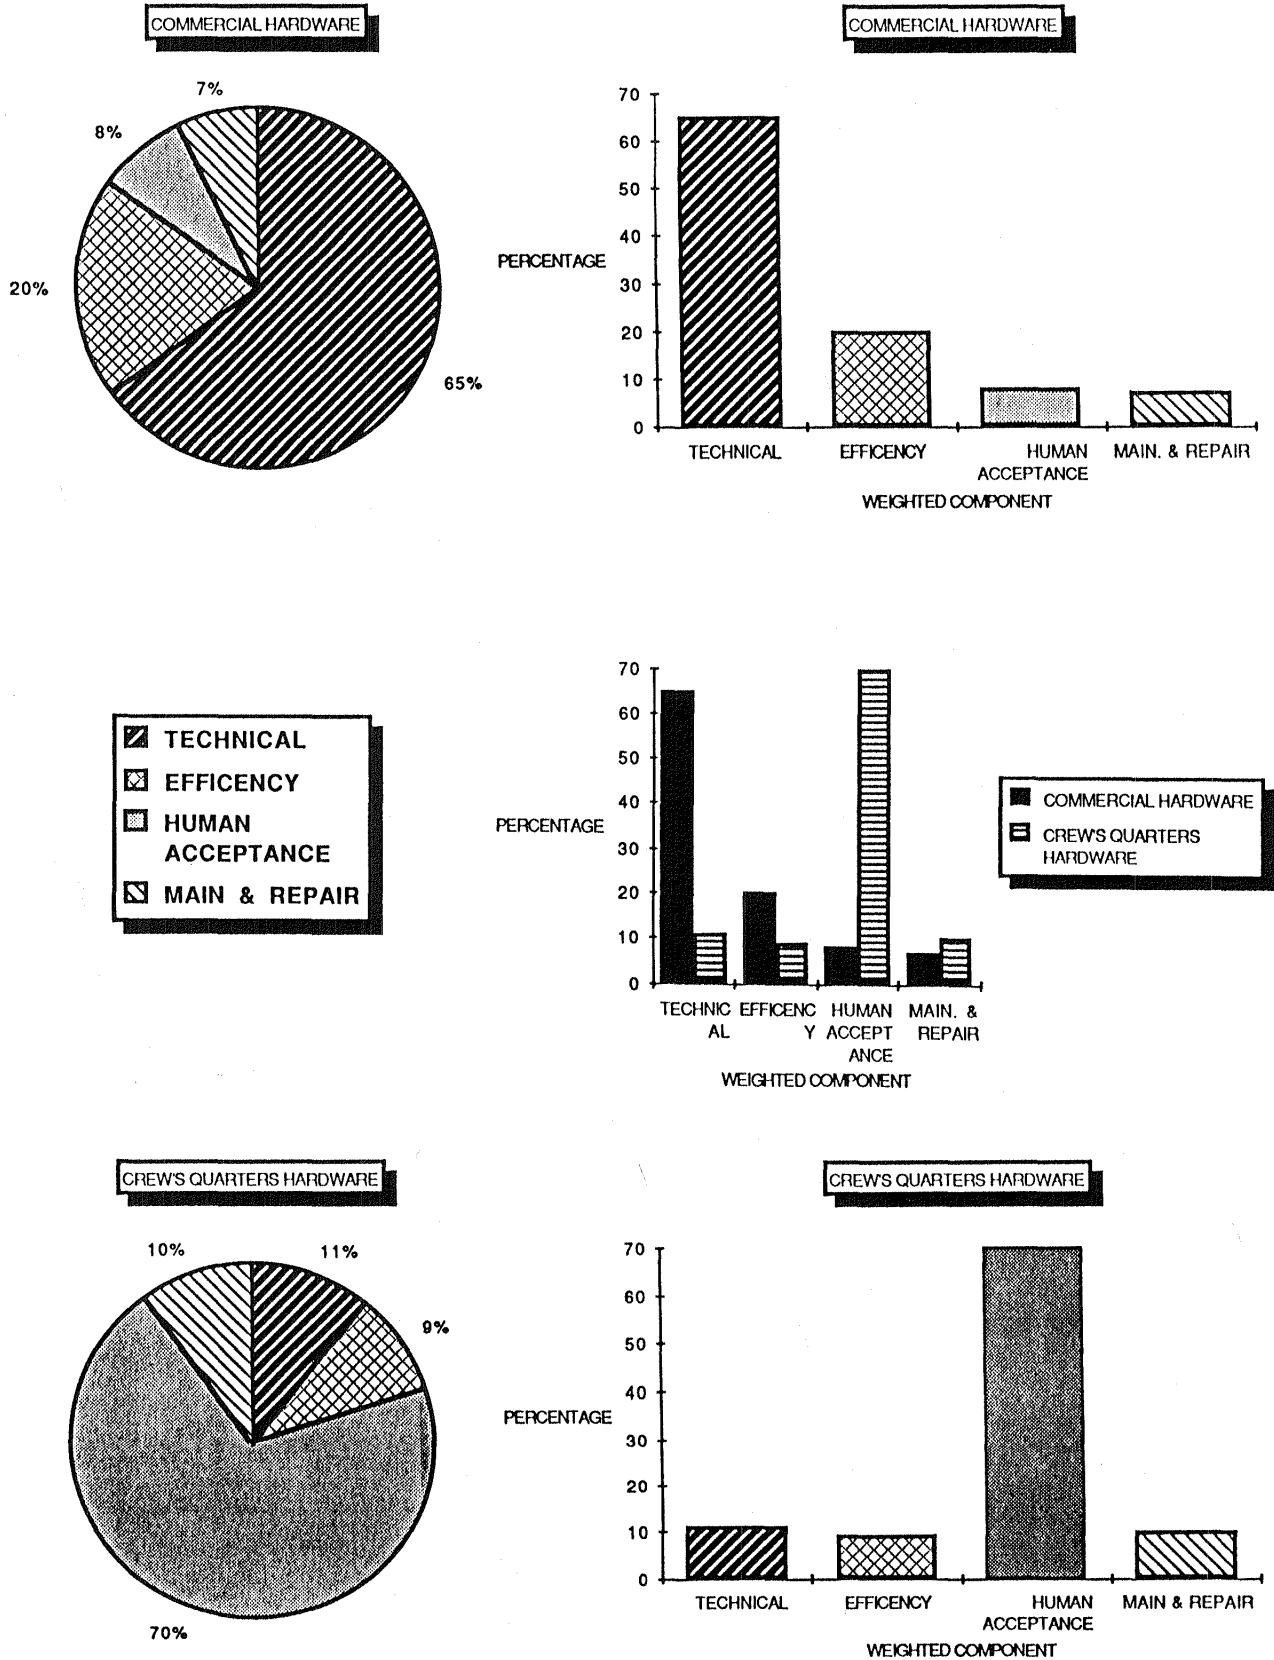 COMMERCIAL HARDWARE
7%
8%
20%
65%
COMMERCIAL HARDWARE
70
60
50
40
30
20
10
0
PERCENTAGE
TECHNICAL
EFFICENCY
HUMAN
ACCEPTANCE
MAIN. & REPAIR
WEIGHTED COMPONENT
TECHNICAL
EFFICENCY
HUMAN
ACCEPTANCE
MAIN & REPAIR
70
60
50
40
30
20
10
0
PERCENTAGE
TECHNIC
AL
EFFICENC
Y
HUMAN
ACCEPT
ANCE
MAIN. &
REPAIR
WEIGHTED COMPONENT
COMMERCIAL HARDWARE
CREW'S QUARTERS
HARDWARE
CREW'S QUARTERS HARDWARE
10%
11%
9%
70%
CREW'S QUARTERS HARDWARE
70
60
50
40
30
20
10
0
PERCENTAGE
TECHNICAL
EFFICENCY
HUMAN
ACCEPTANCE
MAIN & REPAIR
WEIGHTED COMPONENT